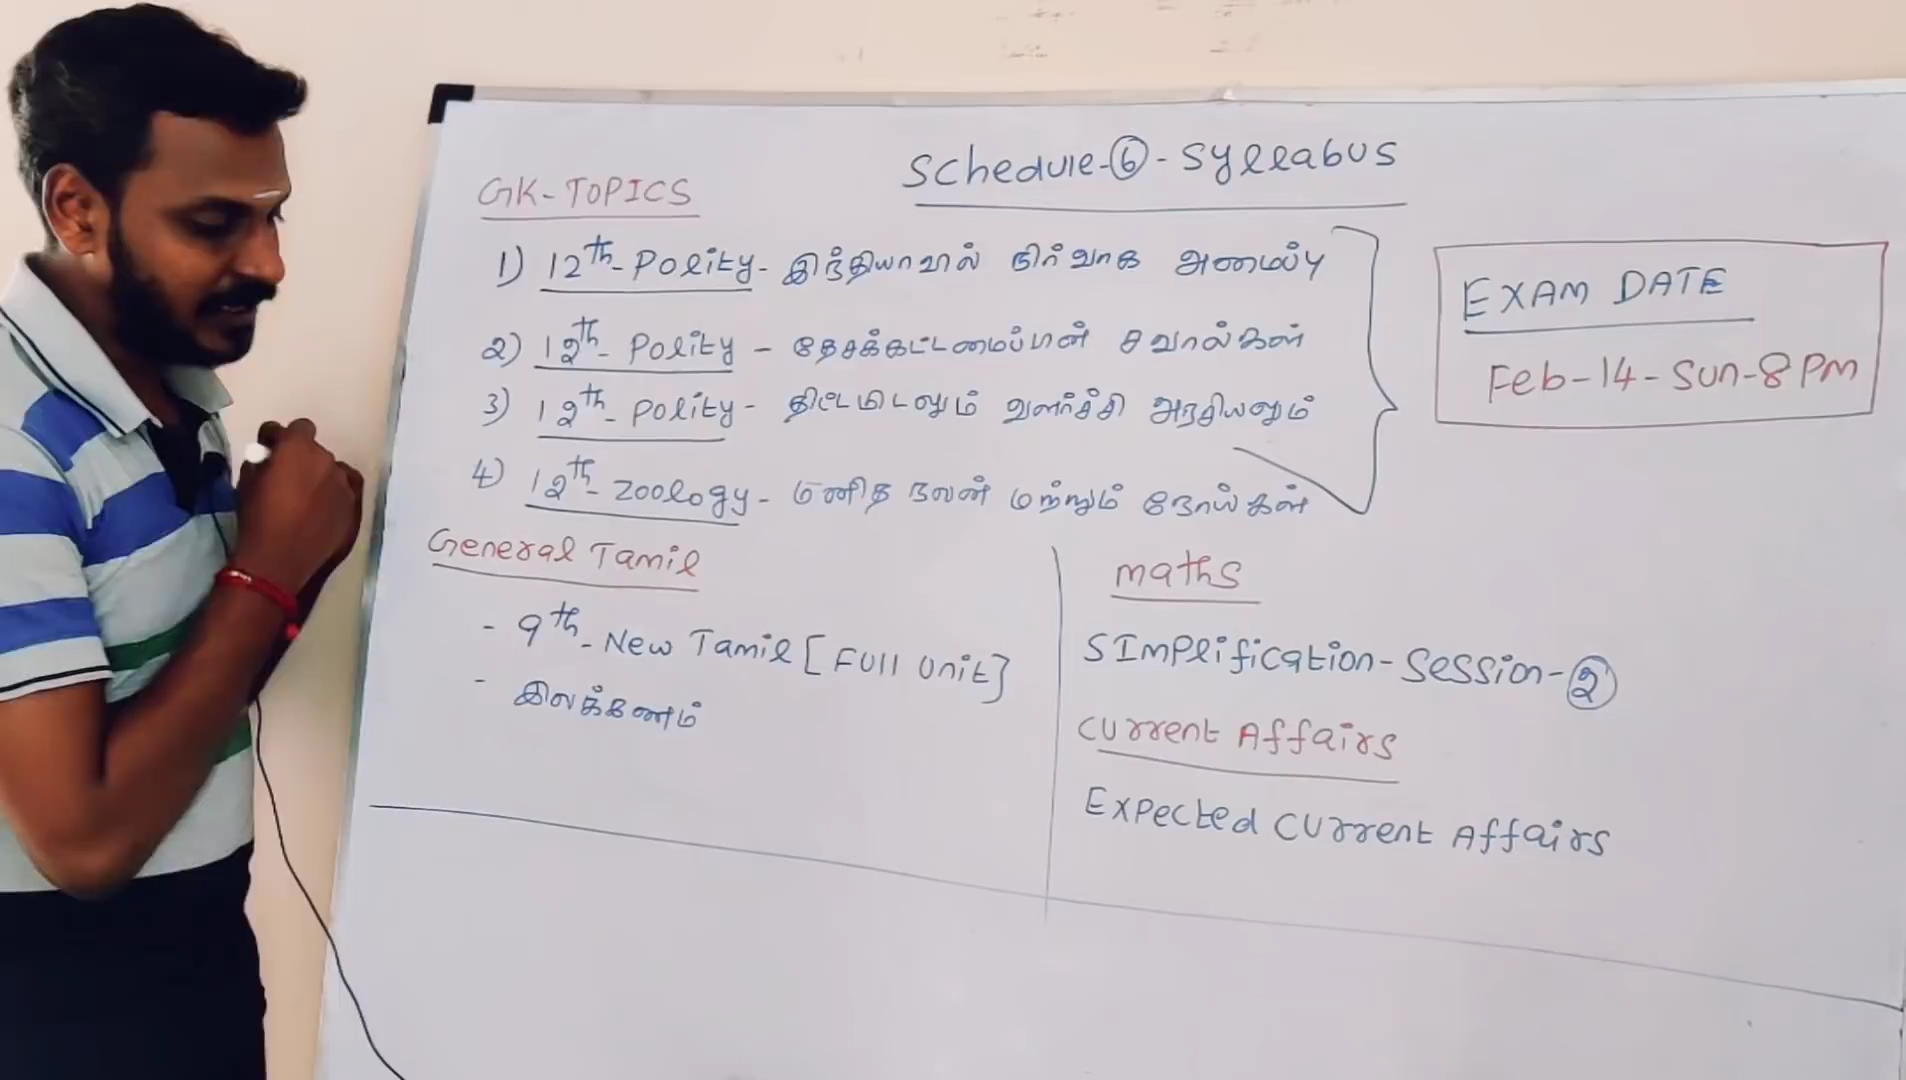 Schedule-6-Syllabus
GK-TOPICS
1) 12th-Polity- இந்தியாவில் நிர்வாக அமைப்பு
2) 12th-Polity - தேசக்கட்டமைப்பின் சவால்கள்
3) 12th-Polity- திட்டமிடலும் வளர்ச்சி அரசியலும்
4) 12th-Zoology- மனித நலன் மற்றும் நோய்கள்
EXAM DATE
Feb-14-Sun-8PM
General Tamil
- 9th-New Tamil [Full Unit]
- இலக்கணம்
maths
SImplification-Session-2
Current Affairs
Expected Current Affairs